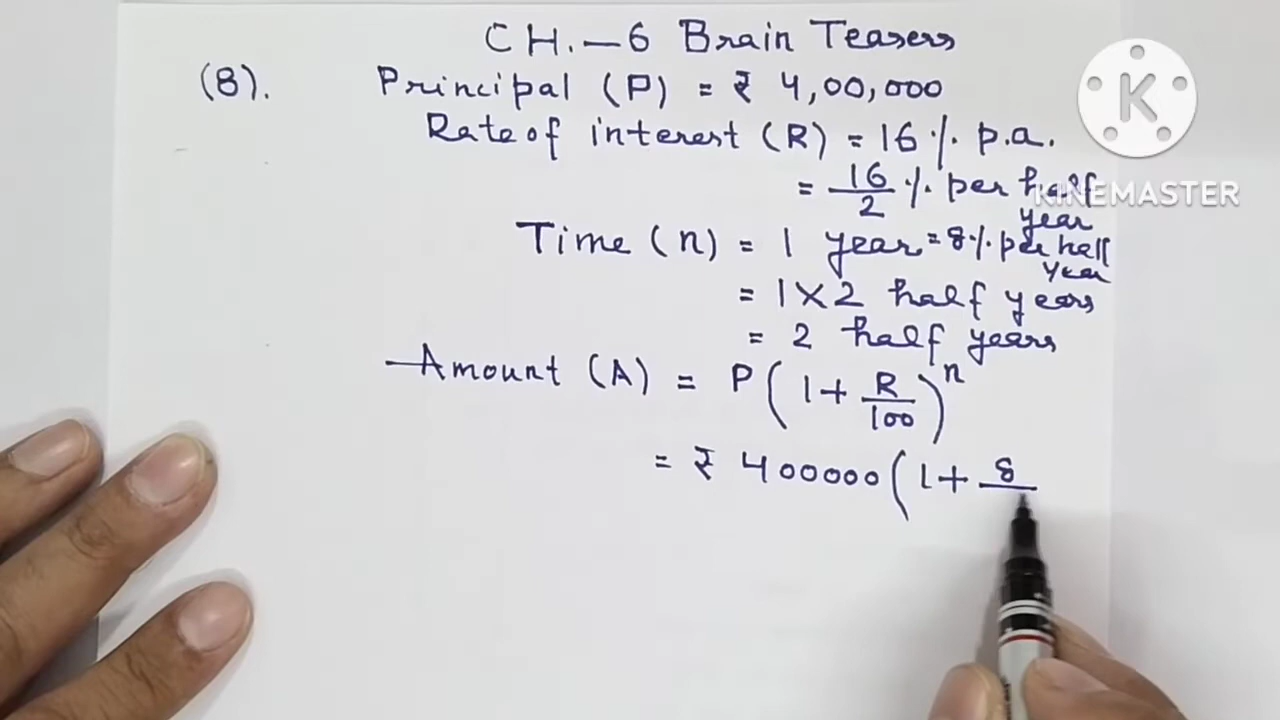 CH.-6 Brain Teasers
(8). Principal (P) = ₹ 4,00,000
Rate of interest (R) = 16 % p.a.
= 16/2 % per half year
Time (n) = 1 year = 8% per half year
= 1 X 2 half years
= 2 half years
Amount (A) = P(1+R/100)^n
= ₹ 400000(1+8/
K
KINEMASTER